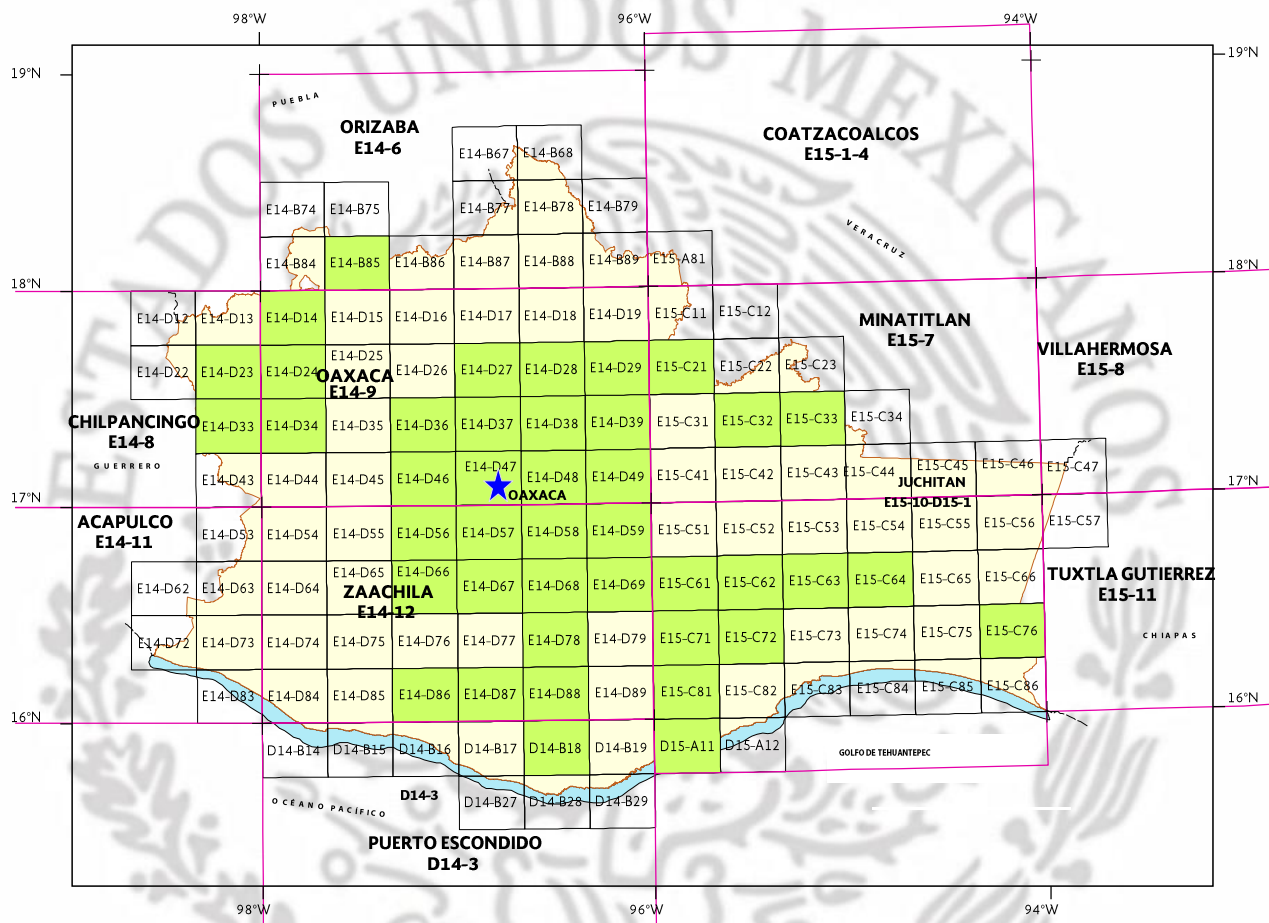 98°W 96°W 94°W
ESTADOS UNIDOS MEXICANOS
19°N 19°N
PUEBLA
ORIZABA
E14-6
COATZACOALCOS
E15-1-4
E14-B67 E14-B68
E14-B74 E14-B75 E14-B77 E14-B78 E14-B79
VERACRUZ
E14-B84 E14-B85 E14-B86 E14-B87 E14-B88 E14-B89 E15-A81
18°N 18°N
E14-D12 E14-D13 E14-D14 E14-D15 E14-D16 E14-D17 E14-D18 E14-D19 E15-C11 E15-C12
MINATITLAN
E15-7
VILLAHERMOSA
E15-8
E14-D22 E14-D23 E14-D24 E14-D25 E14-D26 E14-D27 E14-D28 E14-D29 E15-C21 E15-C22 E15-C23
OAXACA
E14-9
CHILPANCINGO
E14-8
GUERRERO
E14-D33 E14-D34 E14-D35 E14-D36 E14-D37 E14-D38 E14-D39 E15-C31 E15-C32 E15-C33 E15-C34
E14-D43 E14-D44 E14-D45 E14-D46 E14-D47 E14-D48 E14-D49 E15-C41 E15-C42 E15-C43 E15-C44 E15-C45 E15-C46 E15-C47
OAXACA
JUCHITAN
E15-10-D15-1
17°N 17°N
ACAPULCO
E14-11
E14-D53 E14-D54 E14-D55 E14-D56 E14-D57 E14-D58 E14-D59 E15-C51 E15-C52 E15-C53 E15-C54 E15-C55 E15-C56 E15-C57
E14-D62 E14-D63 E14-D64 E14-D65 E14-D66 E14-D67 E14-D68 E14-D69 E15-C61 E15-C62 E15-C63 E15-C64 E15-C65 E15-C66
ZAACHILA
E14-12
TUXTLA GUTIERREZ
E15-11
CHIAPAS
E14-D72 E14-D73 E14-D74 E14-D75 E14-D76 E14-D77 E14-D78 E14-D79 E15-C71 E15-C72 E15-C73 E15-C74 E15-C75 E15-C76
E14-D83 E14-D84 E14-D85 E14-D86 E14-D87 E14-D88 E14-D89 E15-C81 E15-C82 E15-C83 E15-C84 E15-C85 E15-C86
16°N 16°N
D14-B14 D14-B15 D14-B16 D14-B17 D14-B18 D14-B19 D15-A11 D15-A12
GOLFO DE TEHUANTEPEC
OCÉANO PACÍFICO
D14-3
D14-B27 D14-B28 D14-B29
PUERTO ESCONDIDO
D14-3
98°W 96°W 94°W